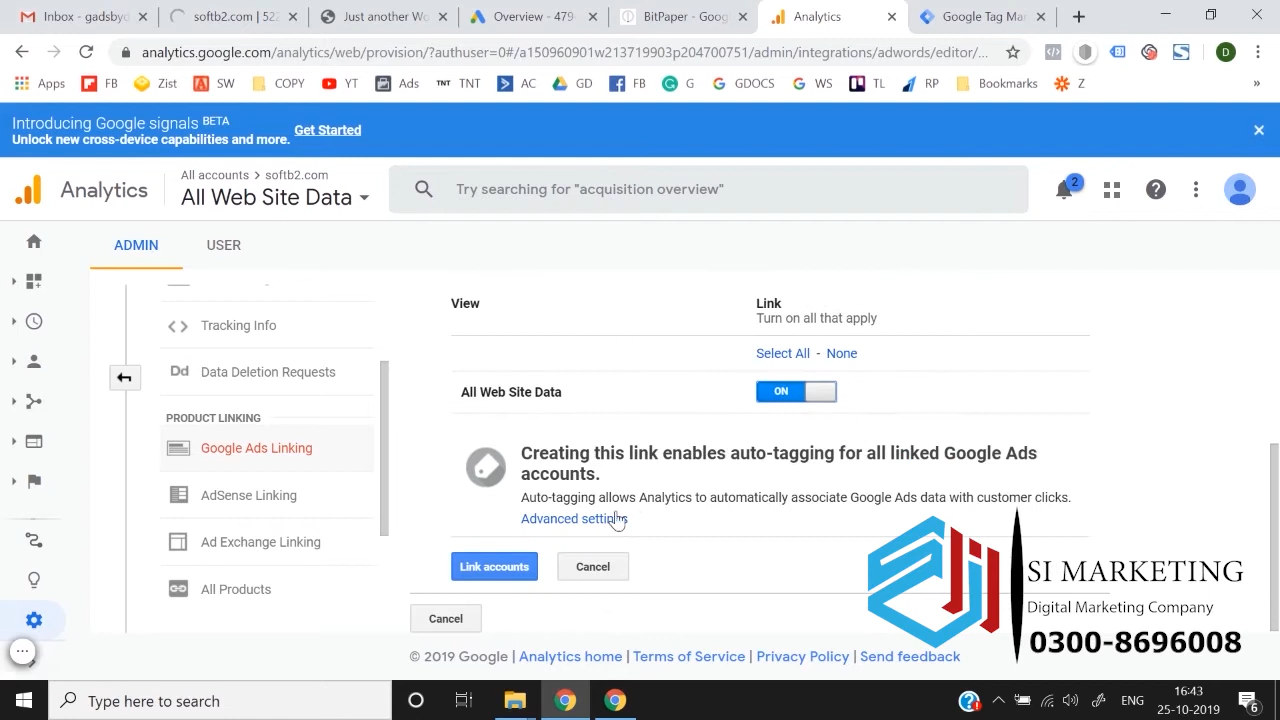 Inbox - gadsbyd
softb2.com | 522
Just another Wo
Overview - 479-
BitPaper - Goog
Analytics
Google Tag Mar
analytics.google.com/analytics/web/provision/?authuser=0#/a150960901w213719903p204700751/admin/integrations/adwords/editor/...
D
Apps
FB
Zist
SW
COPY
YT
Ads
TNT TNT
AC
GD
FB
G
GDOCS
WS
TL
RP
Bookmarks
Z
»
Introducing Google signals BETA
Unlock new cross-device capabilities and more.
Get Started
Analytics
All accounts > softb2.com
All Web Site Data
Try searching for "acquisition overview"
2
ADMIN
USER
Tracking Info
Dd Data Deletion Requests
PRODUCT LINKING
Google Ads Linking
AdSense Linking
Ad Exchange Linking
All Products
View
Link
Turn on all that apply
Select All - None
All Web Site Data
ON
Creating this link enables auto-tagging for all linked Google Ads
accounts.
Auto-tagging allows Analytics to automatically associate Google Ads data with customer clicks.
Advanced settings
Link accounts
Cancel
Cancel
© 2019 Google | Analytics home | Terms of Service | Privacy Policy | Send feedback
SI MARKETING
Digital Marketing Company
0300-8696008
Type here to search
ENG
16:43
25-10-2019
6